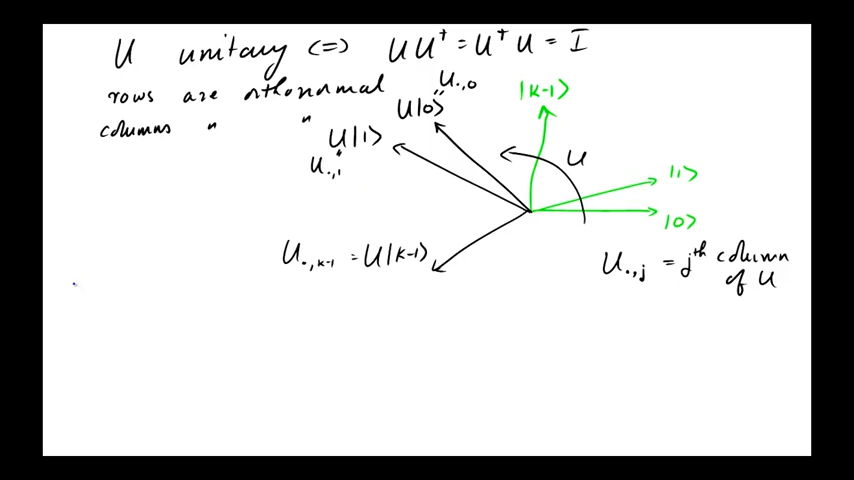 U unitary <=> UU† = U†U = I
rows are orthonormal
columns " "
U.,0
"
U|0>
U|1>
"
U.,1
|k-1>
U
|1>
|0>
U.,k-1 = U|k-1>
U.,j = jth column
of U